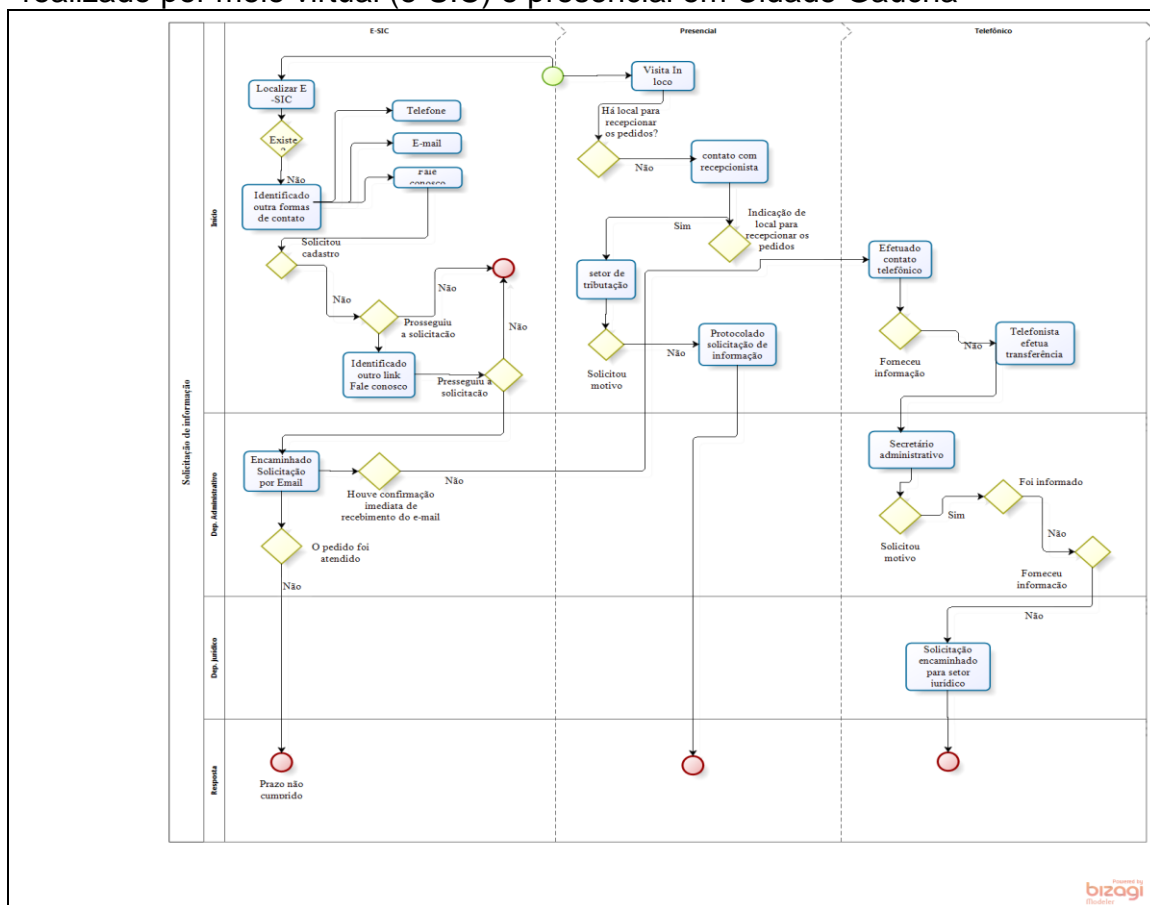 realizado por meio virtual (e-SIC) e presencial em Cidade Gaúcha
E-SIC
Presencial
Telefônico
Solicitação de informação
Início
Dep. Administrativo
Dep. jurídico
Resposta
Localizar E
-SIC
Existe
Não
Identificado
outra formas
de contato
Telefone
E-mail
Fale
conosco
Solicitou
cadastro
Não
Prosseguiu
a solicitacão
Não
Identificado
outro link
Fale conosco
Presseguiu a
solicitacão
Não
Visita In
loco
Há local para
recepcionar
os pedidos?
Não
contato com
recepcionista
Indicação de
local para
recepcionar os
pedidos
Sim
setor de
tributação
Solicitou
motivo
Não
Protocolado
solicitação de
informação
Efetuado
contato
telefônico
Forneceu
informação
Não
Telefonista
efetua
transferência
Encaminhado
Solicitação
por Email
Houve confirmação
imediata de
recebimento do e-mail
Não
O pedido foi
atendido
Não
Secretário
administrativo
Solicitou
motivo
Sim
Foi informado
Não
Forneceu
informacão
Não
Solicitação
encaminhado
para setor
jurídico
Prazo não
cumprido
Powered by
bizagi
Modeler